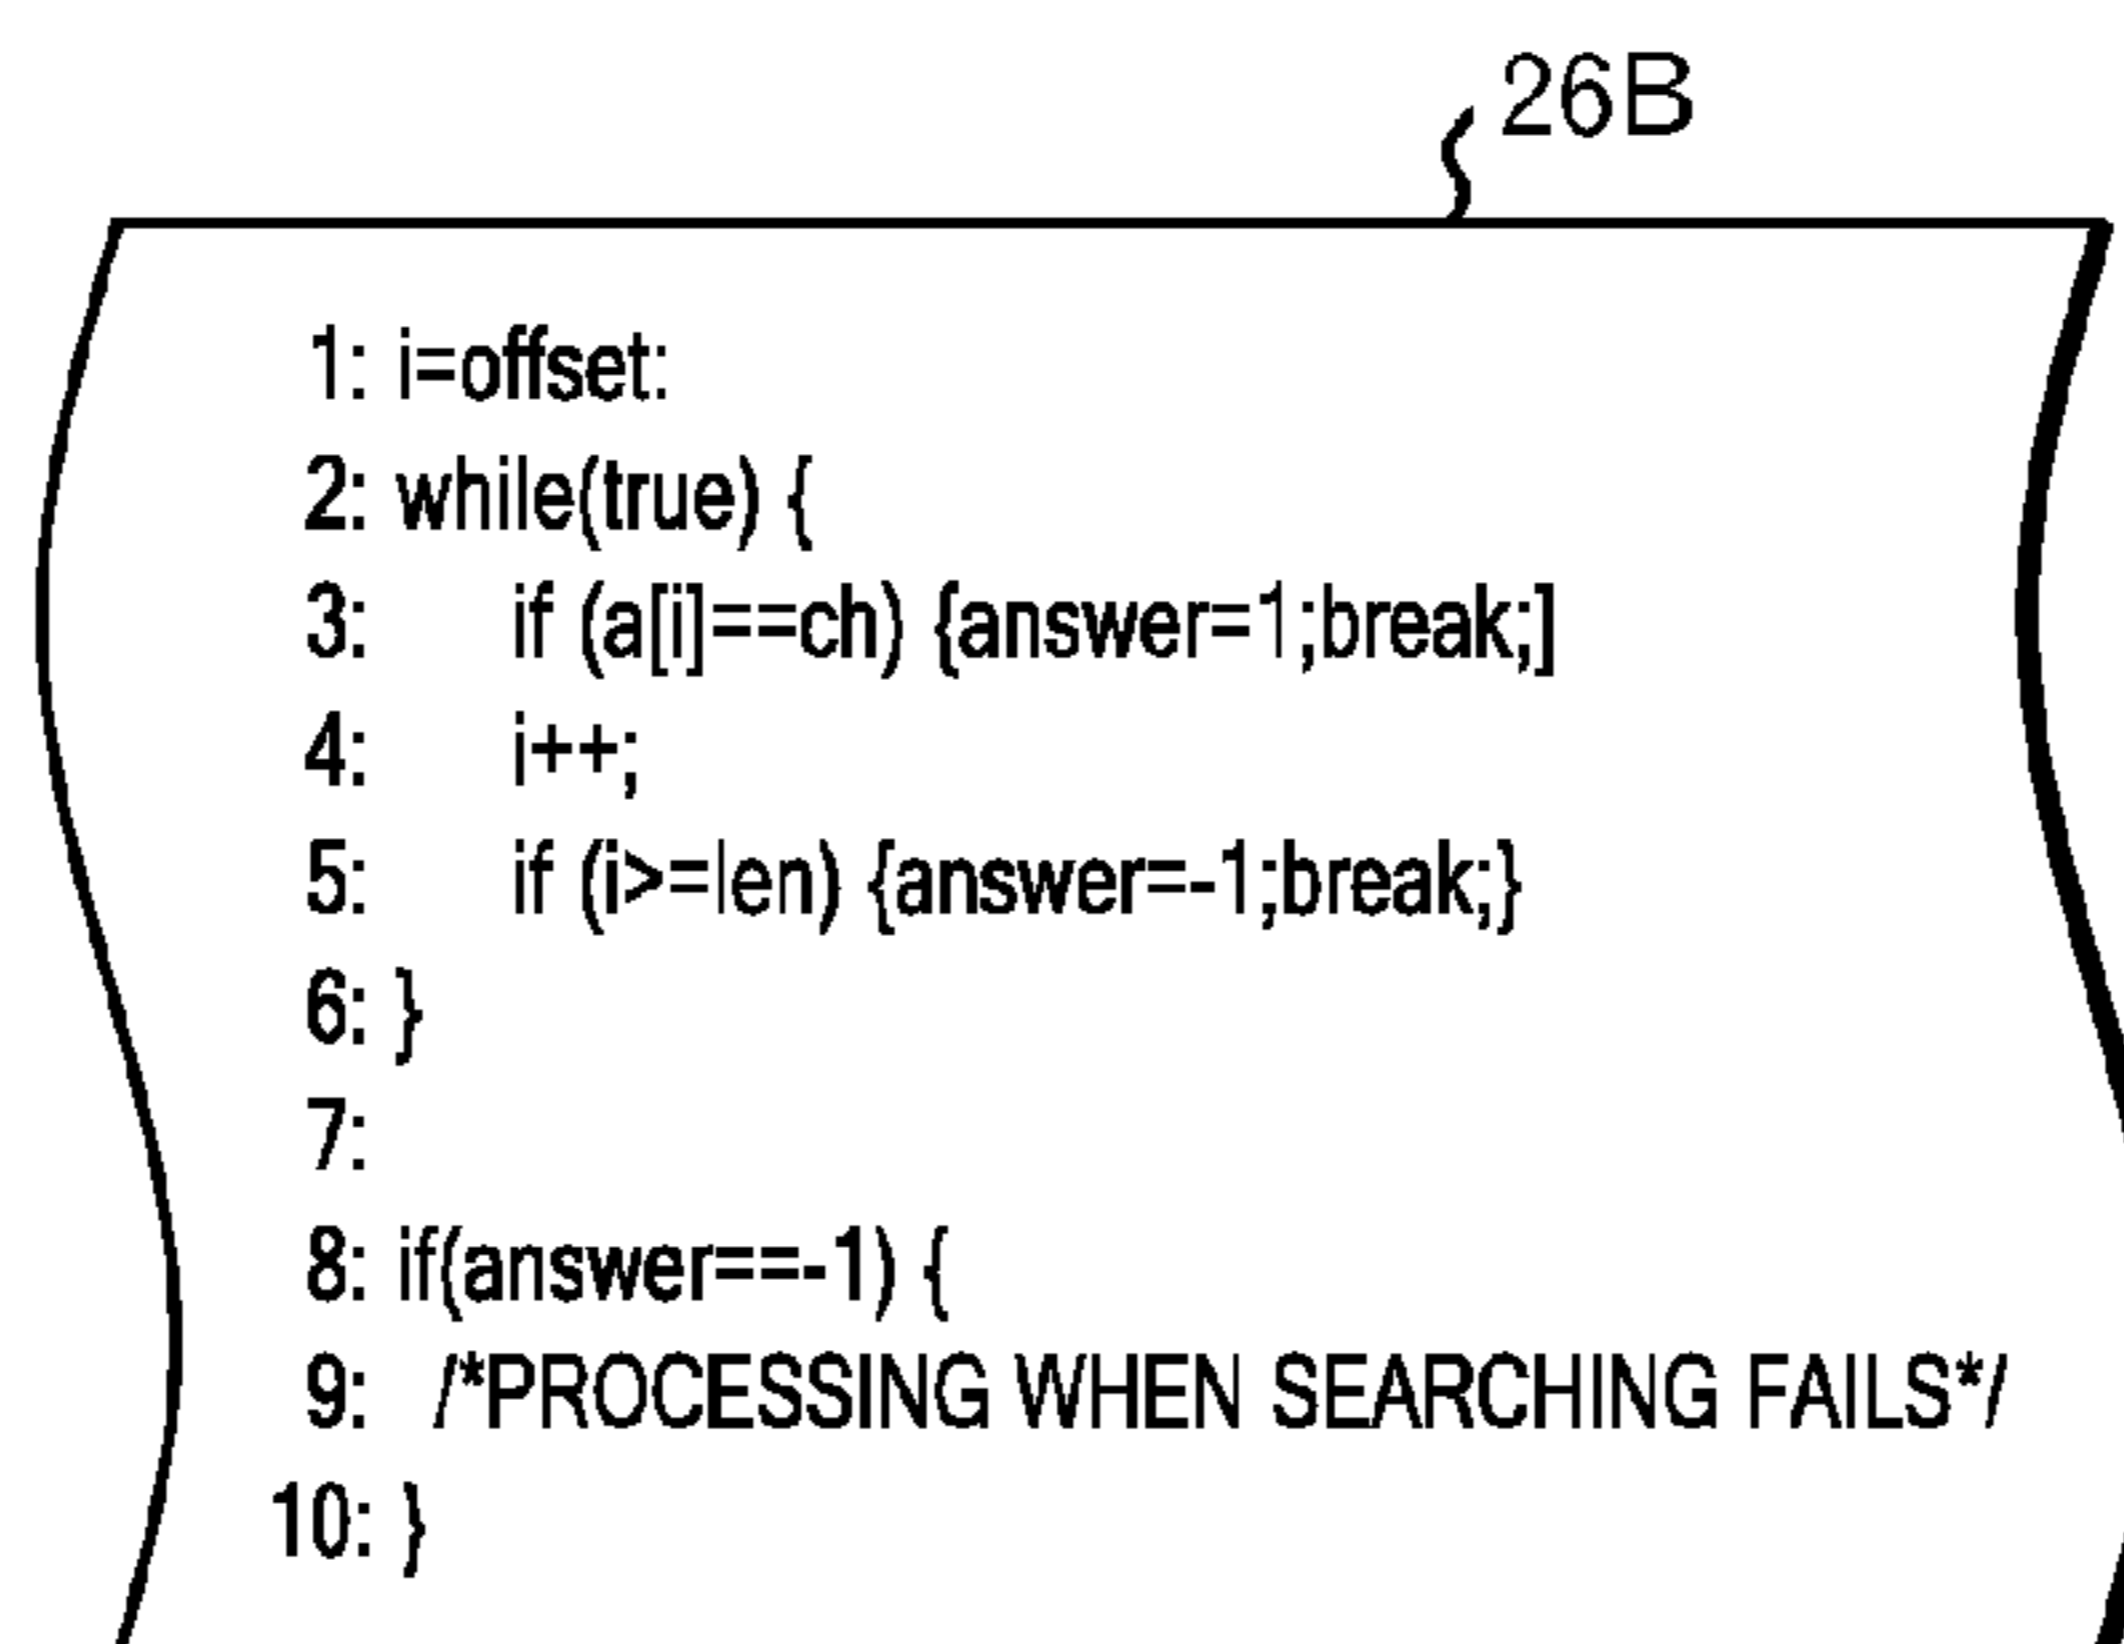 26B
1: i=offset:
2: while(true) {
3: if (a[i]==ch) {answer=1;break;]
4: i++;
5: if (i>=len) {answer=-1;break;}
6: }
7:
8: if(answer==-1) {
9: /*PROCESSING WHEN SEARCHING FAILS*/
10: }